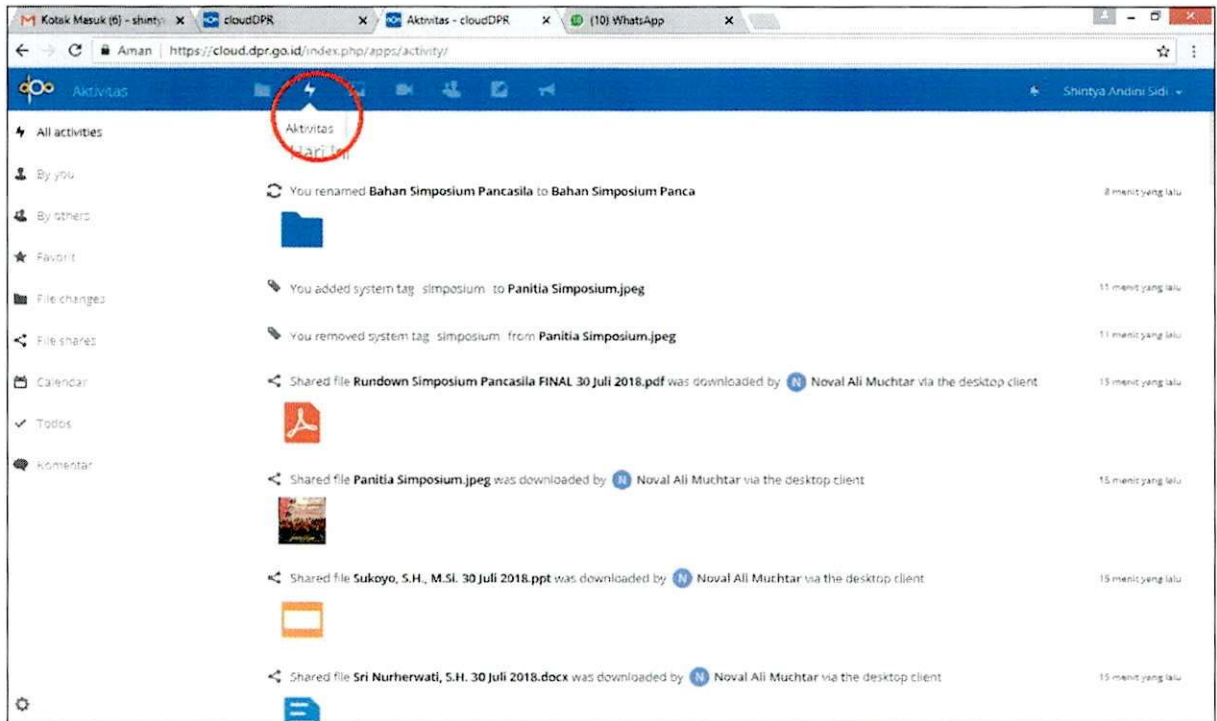 Kotak Masuk (6) - shinty
cloudDPR
Aktivitas - cloudDPR
(10) WhatsApp
Aman | https://cloud.dpr.go.id/index.php/apps/activity/
Aktivitas
Shintya Andini Sidi
All activities
By you
By others
Favorit
File changes
File shares
Calendar
Todos
Komentar
Aktivitas
Hari Ini
You renamed Bahan Simposium Pancasila to Bahan Simposium Panca
8 menit yang lalu
You added system tag simposium to Panitia Simposium.jpeg
11 menit yang lalu
You removed system tag simposium from Panitia Simposium.jpeg
11 menit yang lalu
Shared file Rundown Simposium Pancasila FINAL 30 Juli 2018.pdf was downloaded by N Noval Ali Muchtar via the desktop client
15 menit yang lalu
Shared file Panitia Simposium.jpeg was downloaded by N Noval Ali Muchtar via the desktop client
15 menit yang lalu
Shared file Sukoyo, S.H., M.Si. 30 Juli 2018.ppt was downloaded by N Noval Ali Muchtar via the desktop client
15 menit yang lalu
Shared file Sri Nurherwati, S.H. 30 Juli 2018.docx was downloaded by N Noval Ali Muchtar via the desktop client
15 menit yang lalu